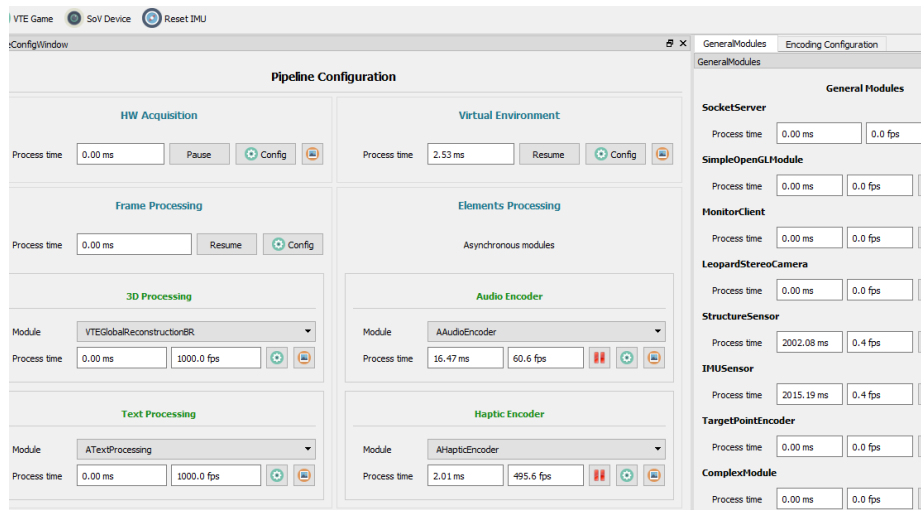 VTE Game SoV Device Reset IMU
eConfigWindow
Pipeline Configuration
HW Acquisition
Process time 0.00 ms Pause Config
Virtual Environment
Process time 2.53 ms Resume Config
Frame Processing
Process time 0.00 ms Resume Config
Elements Processing
Asynchronous modules
3D Processing
Module VTEGlobalReconstructionBR
Process time 0.00 ms 1000.0 fps
Audio Encoder
Module AAudioEncoder
Process time 16.47 ms 60.6 fps
Text Processing
Module ATextProcessing
Process time 0.00 ms 1000.0 fps
Haptic Encoder
Module AHapticEncoder
Process time 2.01 ms 495.6 fps
GeneralModules Encoding Configuration
GeneralModules
General Modules
SocketServer
Process time 0.00 ms 0.0 fps
SimpleOpenGLModule
Process time 0.00 ms 0.0 fps
MonitorClient
Process time 0.00 ms 0.0 fps
LeopardStereoCamera
Process time 0.00 ms 0.0 fps
StructureSensor
Process time 2002.08 ms 0.4 fps
IMUSensor
Process time 2015.19 ms 0.4 fps
TargetPointEncoder
Process time 0.00 ms 0.0 fps
ComplexModule
Process time 0.00 ms 0.0 fps